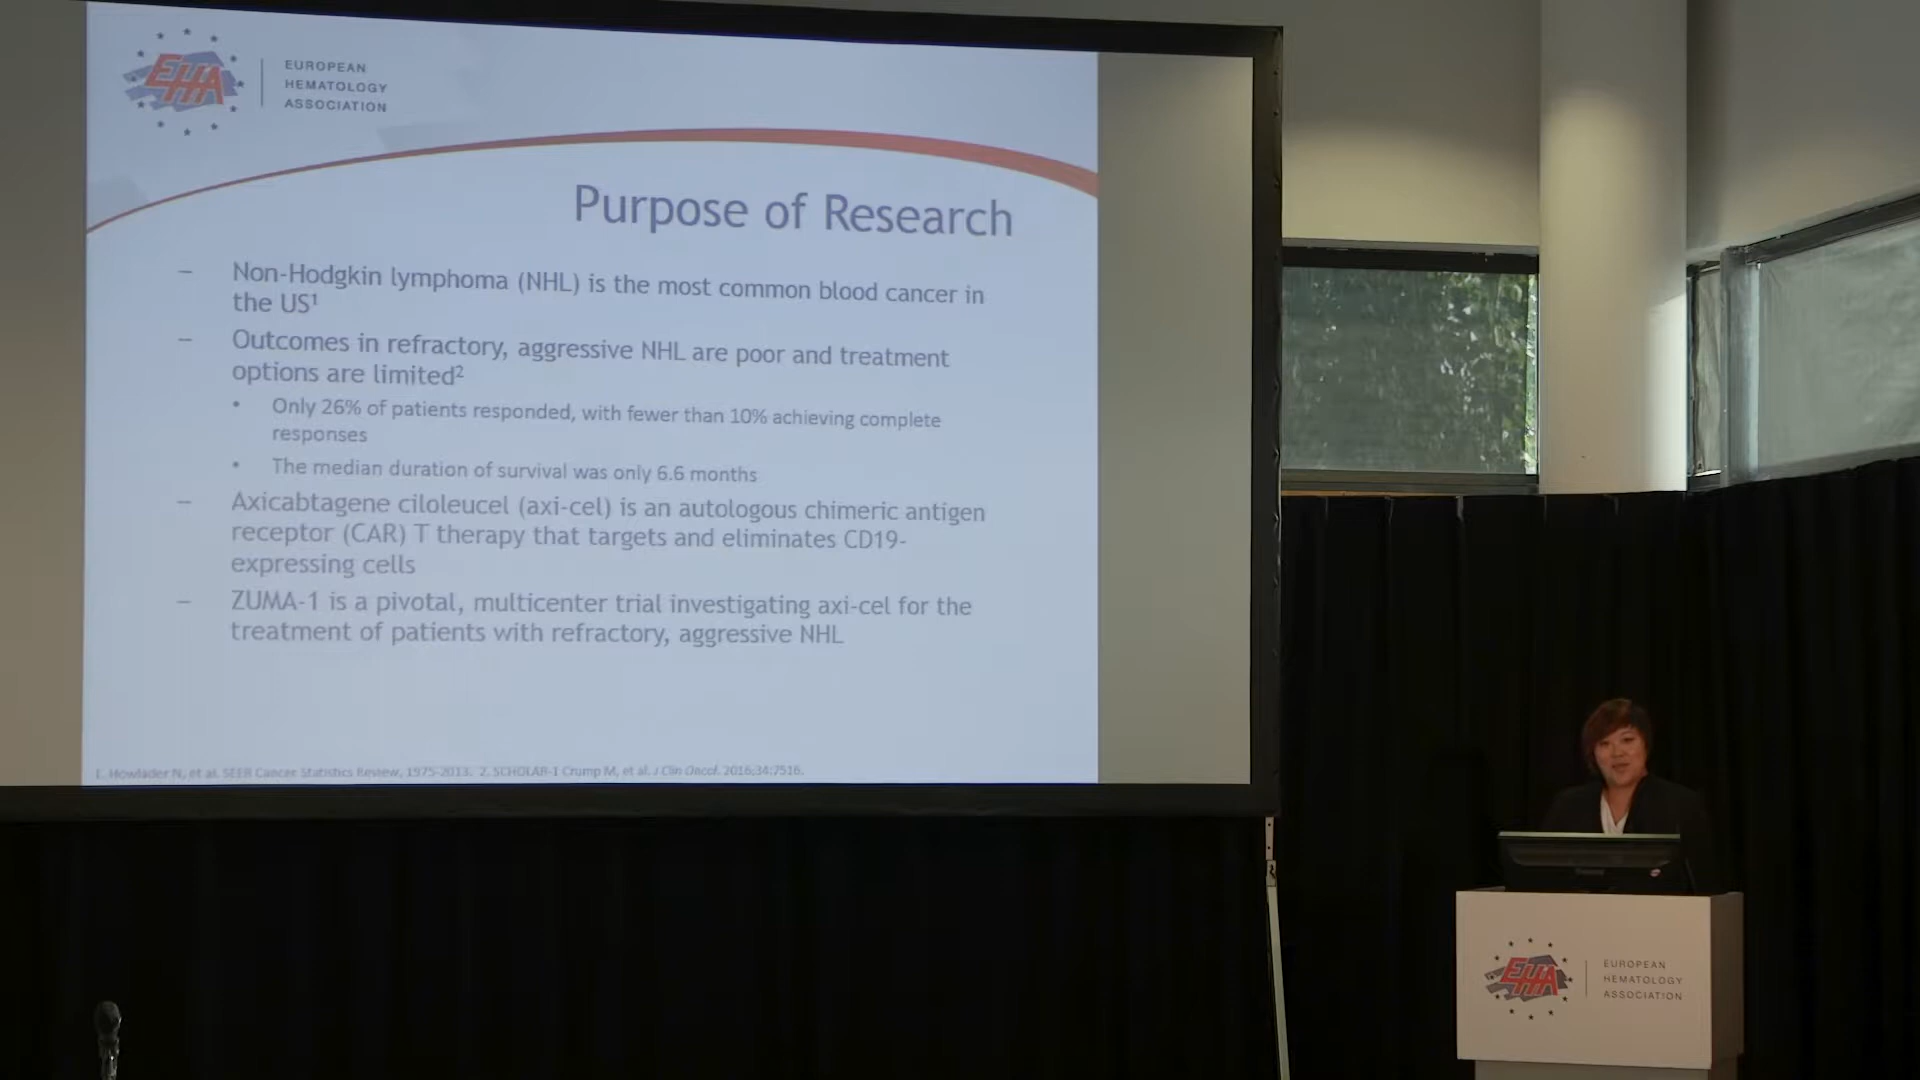 EHA
EUROPEAN
HEMATOLOGY
ASSOCIATION
Purpose of Research
– Non-Hodgkin lymphoma (NHL) is the most common blood cancer in
the US¹
– Outcomes in refractory, aggressive NHL are poor and treatment
options are limited²
• Only 26% of patients responded, with fewer than 10% achieving complete
responses
• The median duration of survival was only 6.6 months
– Axicabtagene ciloleucel (axi-cel) is an autologous chimeric antigen
receptor (CAR) T therapy that targets and eliminates CD19-
expressing cells
– ZUMA-1 is a pivotal, multicenter trial investigating axi-cel for the
treatment of patients with refractory, aggressive NHL
1. Howlader N, et al. SEER Cancer Statistics Review, 1975-2013. 2. SCHOLAR-1 Crump M, et al. J Clin Oncol. 2016;34:7516.
EHA
EUROPEAN
HEMATOLOGY
ASSOCIATION